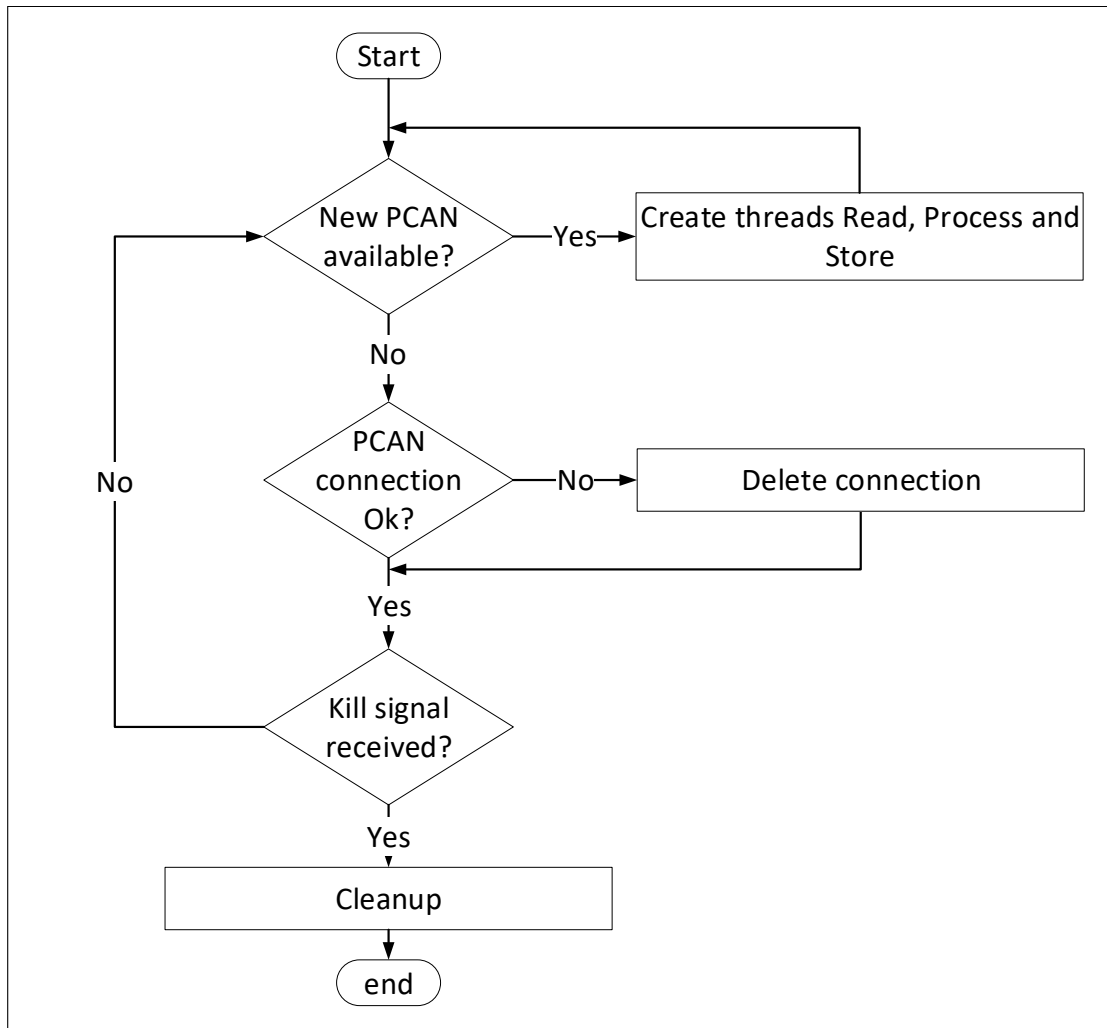 Start
New PCAN
available?
Yes
Create threads Read, Process and
Store
No
PCAN
connection
Ok?
No
Delete connection
No
Yes
Kill signal
received?
Yes
Cleanup
end